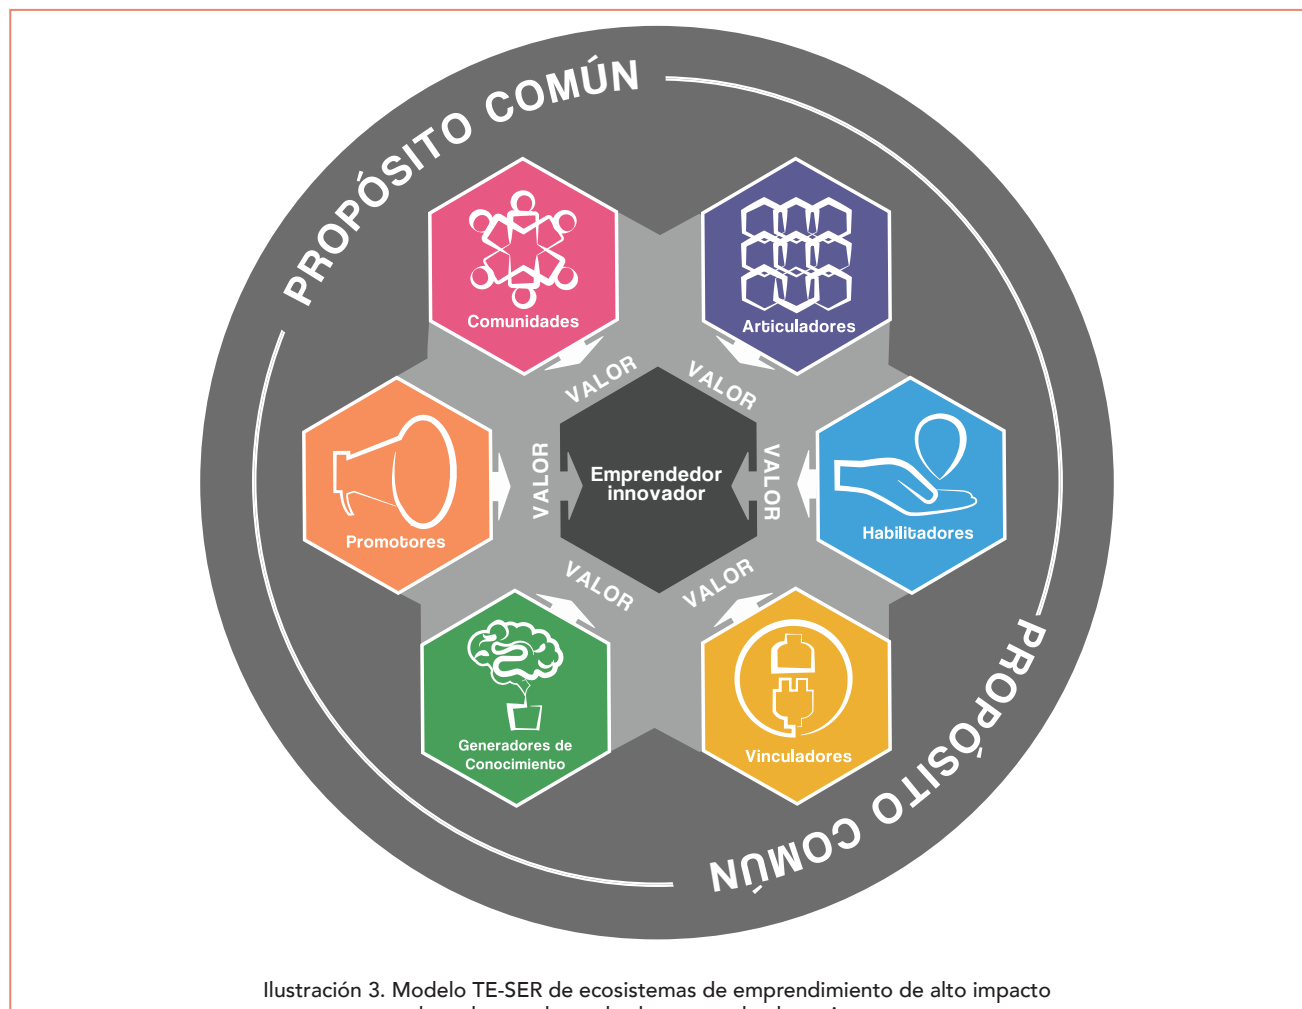 PROPÓSITO COMÚN
Comunidades
Articuladores
VALOR
VALOR
Promotores
VALOR
Emprendedor
innovador
VALOR
Habilitadores
VALOR
VALOR
Generadores de
Conocimiento
Vinculadores
PROPÓSITO COMÚN
Ilustración 3. Modelo TE-SER de ecosistemas de emprendimiento de alto impacto